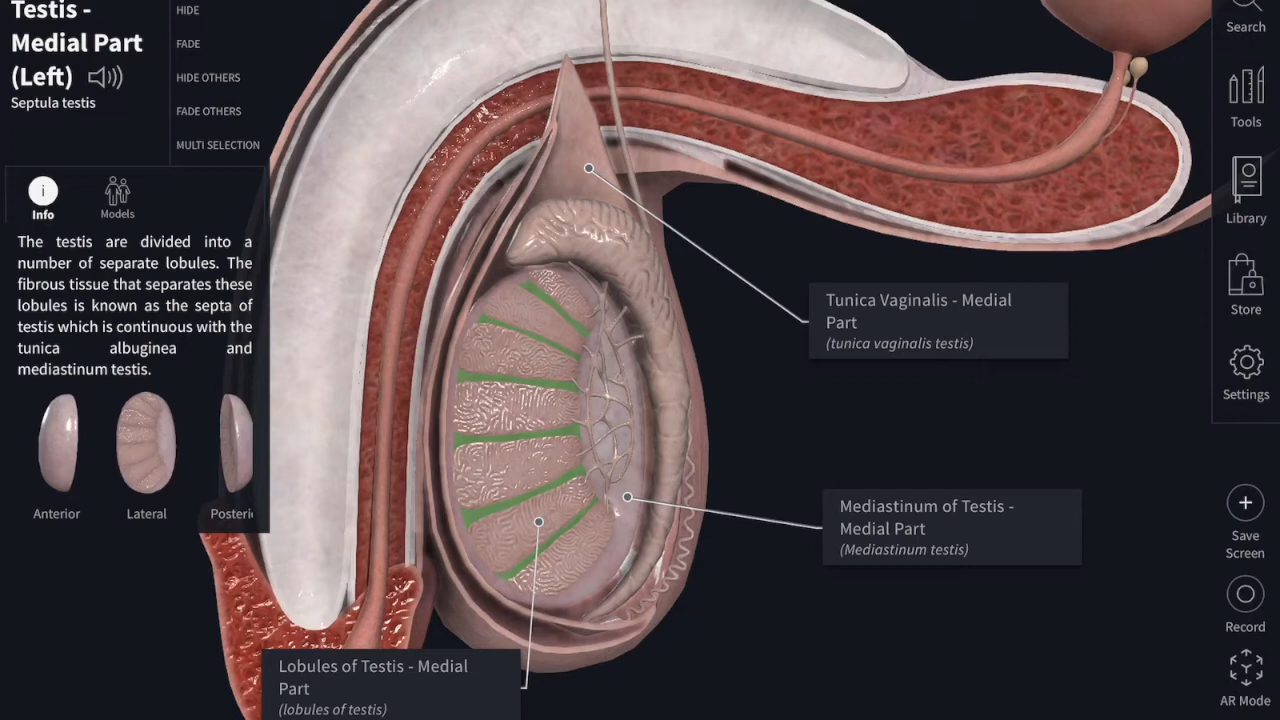 Testis -
Medial Part
(Left)
Septula testis
HIDE
FADE
HIDE OTHERS
FADE OTHERS
MULTI SELECTION
i
Info
Models
The testis are divided into a
number of separate lobules. The
fibrous tissue that separates these
lobules is known as the septa of
testis which is continuous with the
tunica albuginea and
mediastinum testis.
Anterior
Lateral
Tunica Vaginalis - Medial
Part
(tunica vaginalis testis)
Mediastinum of Testis -
Medial Part
(Mediastinum testis)
Lobules of Testis - Medial
Part
(lobules of testis)
Search
Tools
Library
Store
Settings
Save
Screen
Record
AR Mode